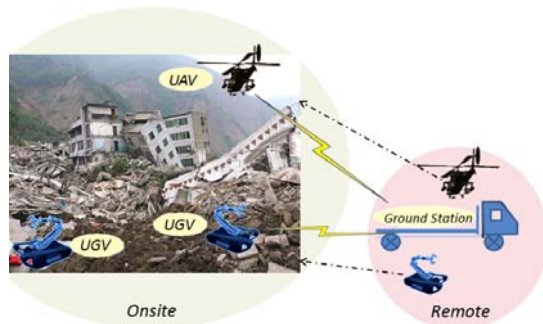 UAV
Ground Station
UGV
UGV
Onsite
Remote